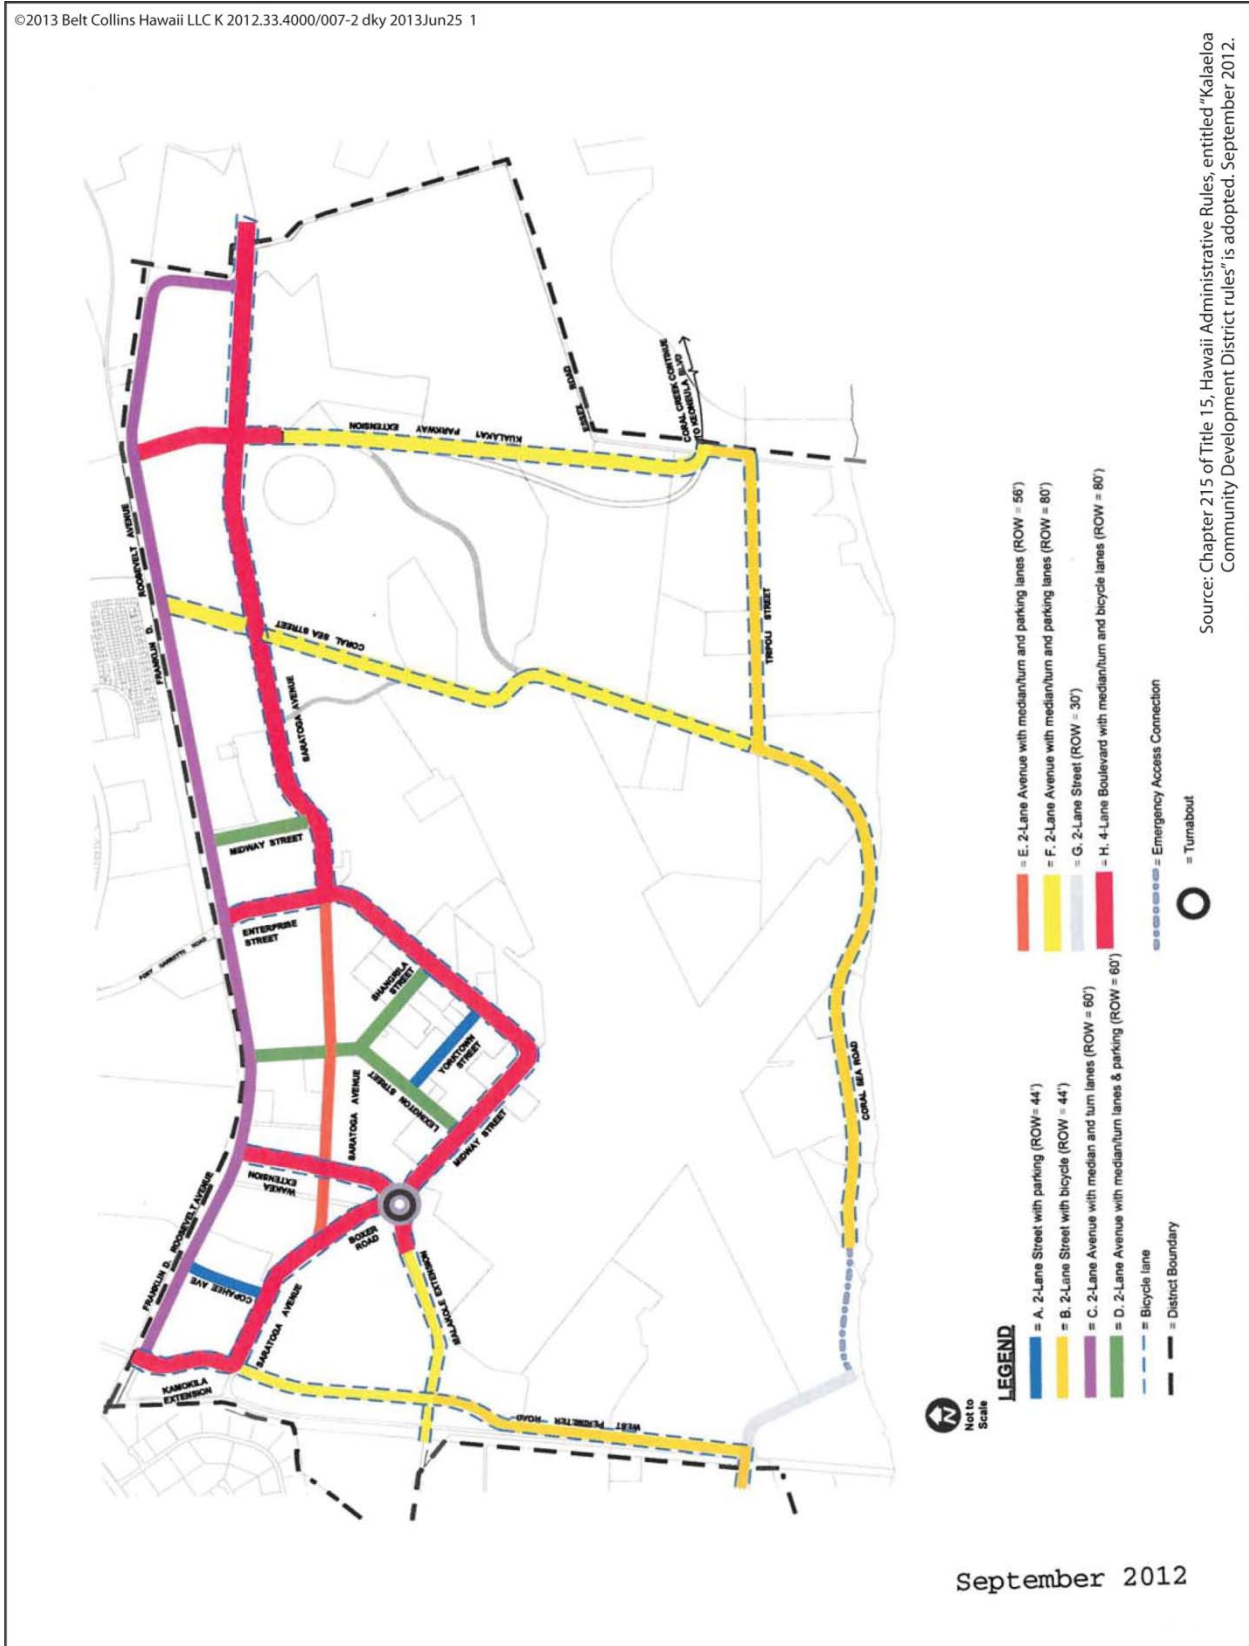 ©2013 Belt Collins Hawaii LLC K 2012.33.4000/007-2 dky 2013Jun25 1
FRANKLIN D. ROOSEVELT AVENUE
KAMOKILA
EXTENSION
COPAHEE AVE
SARATOGA AVENUE
FRANKLIN D. ROOSEVELT AVENUE
WAKEA
EXTENSION
BOXER
ROAD
MALAKOLE EXTENSION
WEST PERIMETER ROAD
SARATOGA AVENUE
LEXINGTON STREET
MIDWAY STREET
YORKTOWN
STREET
SHANGRILA
STREET
ENTERPRISE
STREET
MIDWAY STREET
SARATOGA AVENUE
CORAL SEA STREET
KUALAKA'I PARKWAY EXTENSION
ESSEX ROAD
CORAL CREEK CONTINUE
TO KEONEULA BLVD
TRIPOLI STREET
CORAL SEA ROAD
Not to
Scale
LEGEND
= A. 2-Lane Street with parking (ROW= 44')
= B. 2-Lane Street with bicycle (ROW = 44')
= C. 2-Lane Avenue with median and turn lanes (ROW = 60')
= D. 2-Lane Avenue with median/turn lanes & parking (ROW = 60')
= Bicycle lane
= District Boundary
= E. 2-Lane Avenue with median/turn and parking lanes (ROW = 56')
= F. 2-Lane Avenue with median/turn and parking lanes (ROW = 80')
= G. 2-Lane Street (ROW = 30')
= H. 4-Lane Boulevard with median/turn and bicycle lanes (ROW = 80')
= Emergency Access Connection
= Turnabout
Source: Chapter 215 of Title 15, Hawaii Administrative Rules, entitled "Kalaeloa
Community Development District rules" is adopted. September 2012.
September 2012